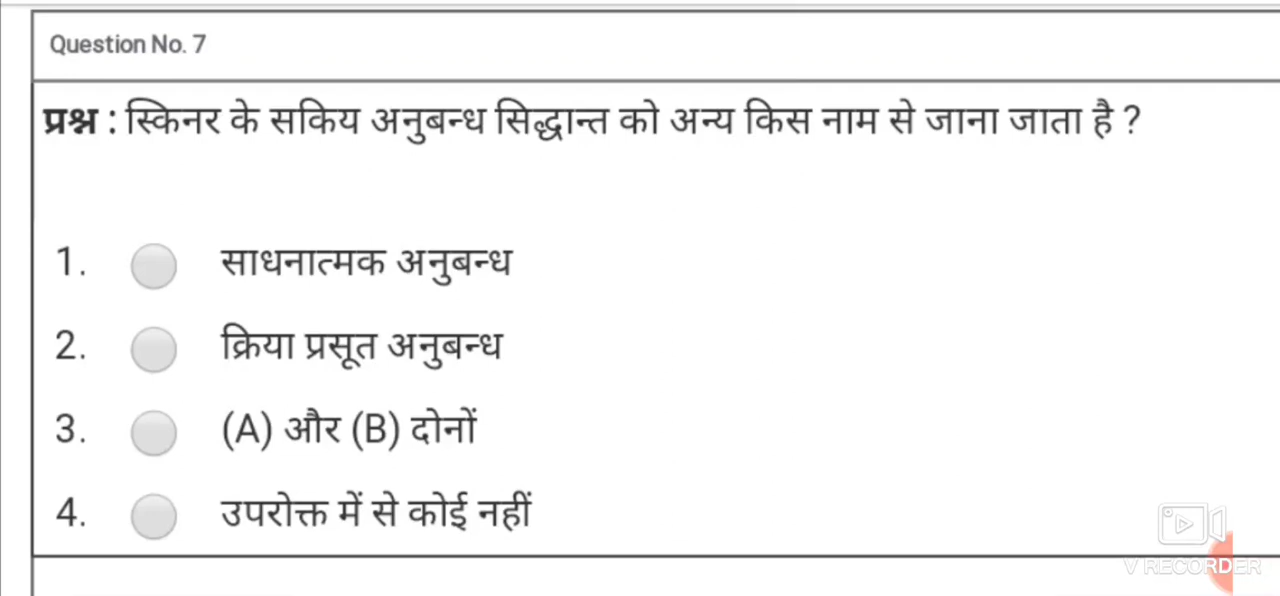 Question No. 7
प्रश्न : स्किनर के सकिय अनुबन्ध सिद्धान्त को अन्य किस नाम से जाना जाता है ?
1. साधनात्मक अनुबन्ध
2. क्रिया प्रसूत अनुबन्ध
3. (A) और (B) दोनों
4. उपरोक्त में से कोई नहीं
V RECORDER